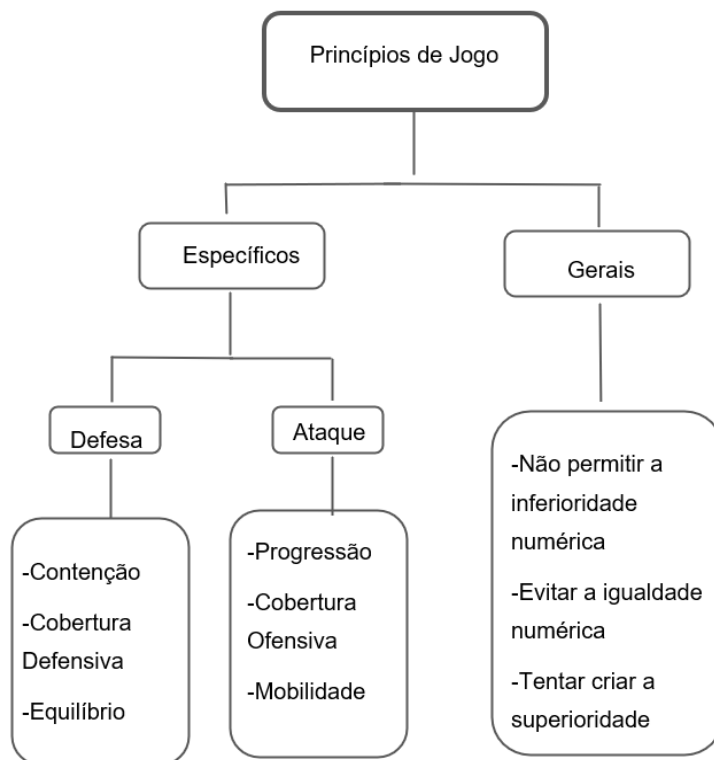 Princípios de Jogo
Específicos
Gerais
Defesa
Ataque
-Contenção
-Cobertura
Defensiva
-Equilíbrio
-Progressão
-Cobertura
Ofensiva
-Mobilidade
-Não permitir a
inferioridade
numérica
-Evitar a igualdade
numérica
-Tentar criar a
superioridade